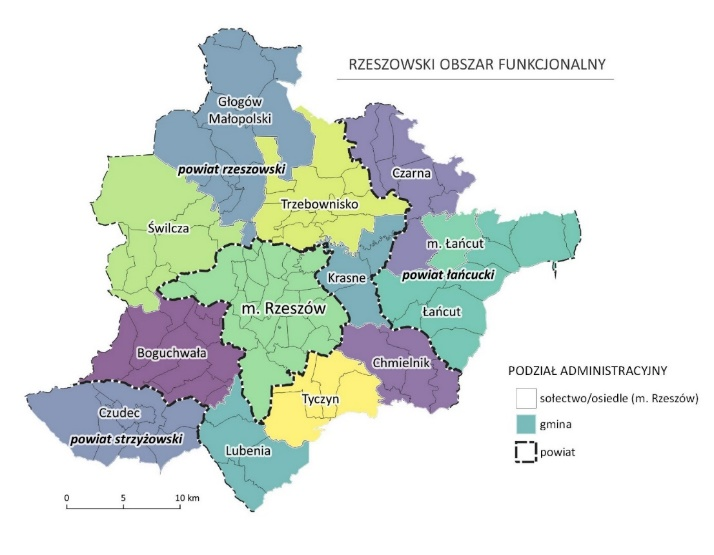 RZESZOWSKI OBSZAR FUNKCJONALNY
Głogów
Małopolski
powiat rzeszowski
Czarna
Trzebownisko
Świlcza
m. Łańcut
Krasne
powiat łańcucki
m. Rzeszów
Łańcut
Boguchwała
Chmielnik
Tyczyn
Czudec
powiat strzyżowski
Lubenia
PODZIAŁ ADMINISTRACYJNY
sołectwo/osiedle (m. Rzeszów)
gmina
powiat
0 5 10 km